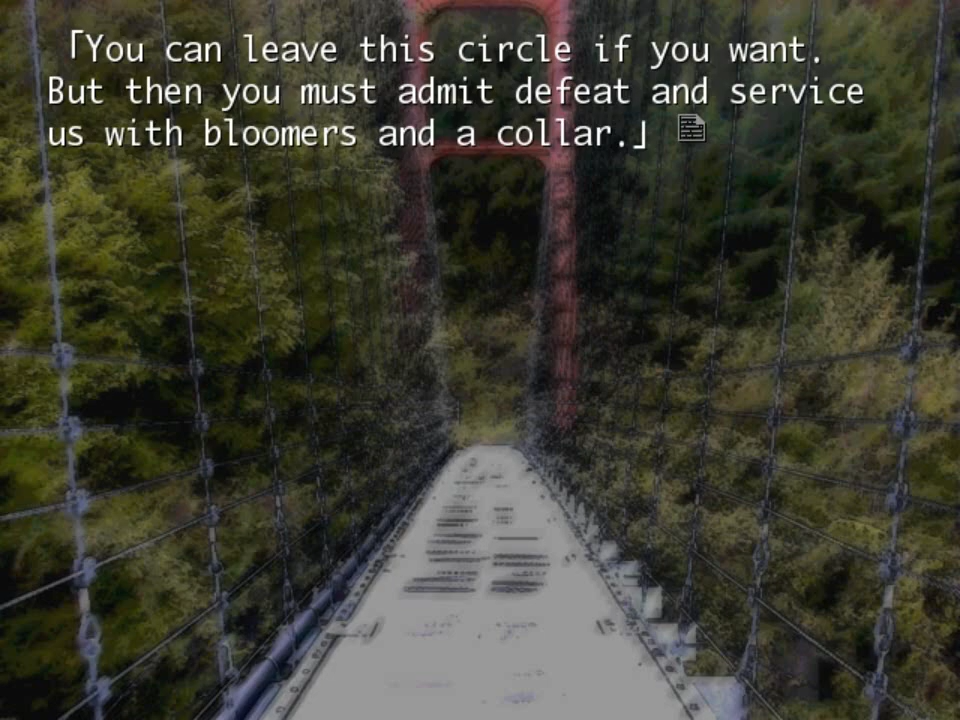 「You can leave this circle if you want.
But then you must admit defeat and service
us with bloomers and a collar.」